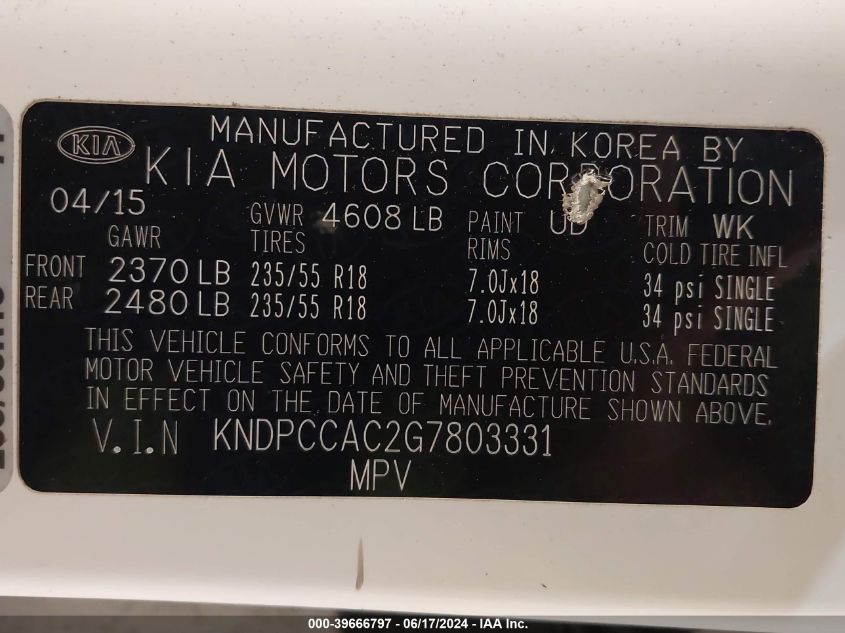 KIA
MANUFACTURED IN KOREA BY
KIA MOTORS CORPORATION
04/15 GVWR 4608 LB PAINT UD TRIM WK
GAWR TIRES RIMS COLD TIRE INFL
FRONT 2370 LB 235/55 R18 7.0Jx18 34 psi SINGLE
REAR 2480 LB 235/55 R18 7.0Jx18 34 psi SINGLE
THIS VEHICLE CONFORMS TO ALL APPLICABLE U.S.A. FEDERAL
MOTOR VEHICLE SAFETY AND THEFT PREVENTION STANDARDS
IN EFFECT ON THE DATE OF MANUFACTURE SHOWN ABOVE.
V.I.N KNDPCCAC2G7803331
MPV
000-39666797 - 06/17/2024 - IAA Inc.